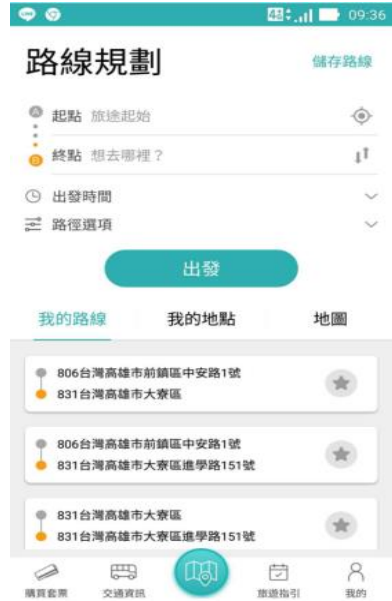 4G 09:36
路線規劃 儲存路線
A 起點 旅途起始
B 終點 想去哪裡？
出發時間
路徑選項
出發
我的路線 我的地點 地圖
806台灣高雄市前鎮區中安路1號
831台灣高雄市大寮區
806台灣高雄市前鎮區中安路1號
831台灣高雄市大寮區進學路151號
831台灣高雄市大寮區
831台灣高雄市大寮區進學路151號
購買套票 交通資訊 旅遊指引 我的